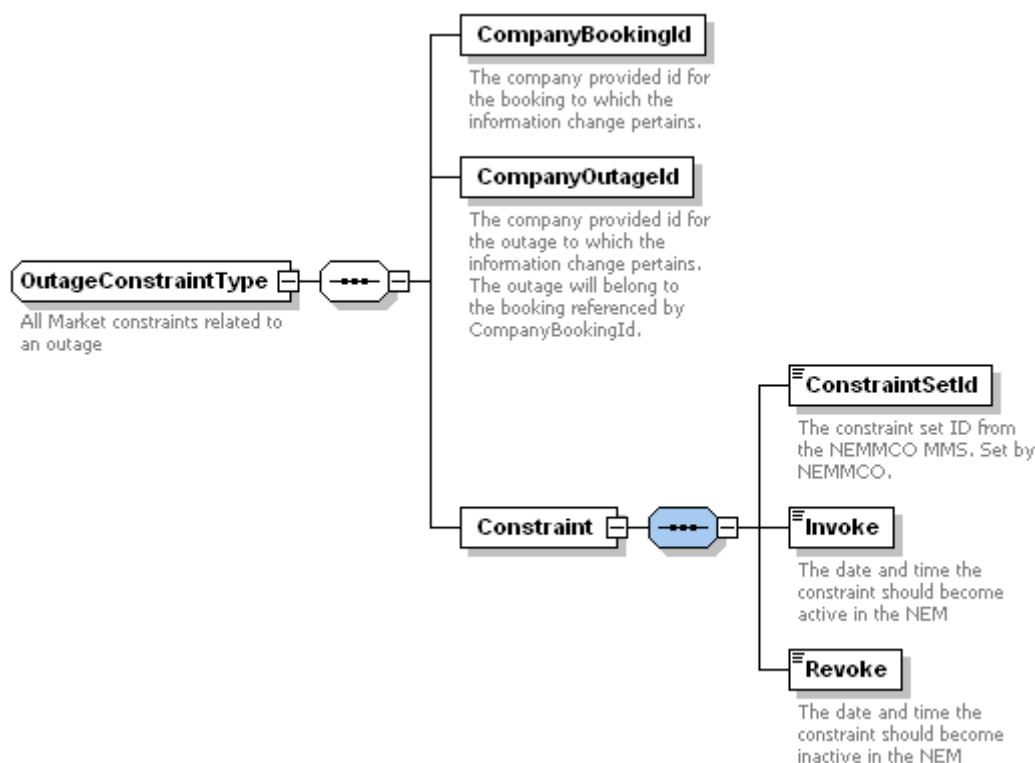 CompanyBookingId
The company provided id for
the booking to which the
information change pertains.
CompanyOutageId
The company provided id for
the outage to which the
information change pertains.
The outage will belong to
the booking referenced by
CompanyBookingId.
OutageConstraintType
All Market constraints related to
an outage
ConstraintSetId
The constraint set ID from
the NEMMCO MMS. Set by
NEMMCO.
Constraint
Invoke
The date and time the
constraint should become
active in the NEM
Revoke
The date and time the
constraint should become
inactive in the NEM